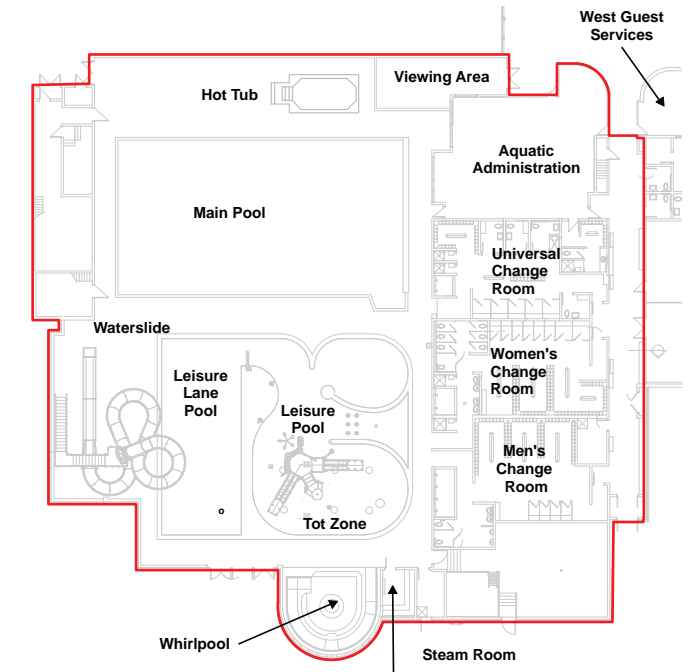 West Guest
Services
Viewing Area
Hot Tub
Aquatic
Administration
Main Pool
Universal
Change
Room
Waterslide
Women's
Change
Room
Leisure
Lane
Pool
Leisure
Pool
Men's
Change
Room
Tot Zone
Whirlpool
Steam Room